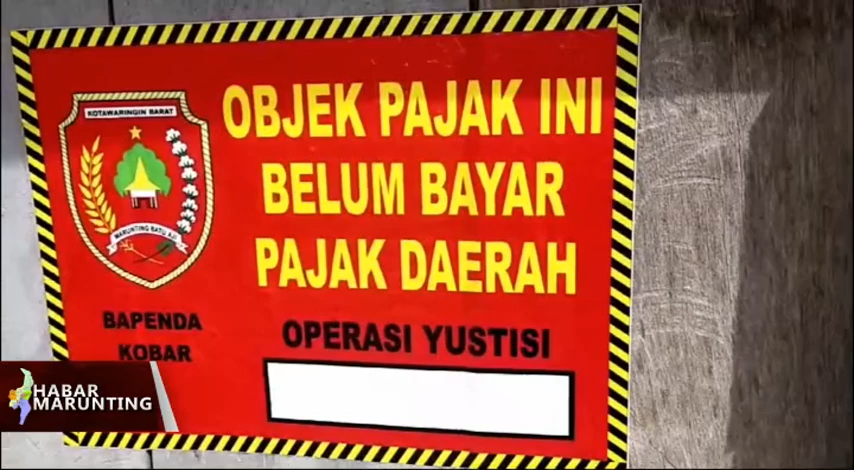 KOTAWARINGIN BARAT
MARUNTING BATU AJI
OBJEK PAJAK INI
BELUM BAYAR
PAJAK DAERAH
BAPENDA
KOBAR
OPERASI YUSTISI
HABAR
MARUNTING